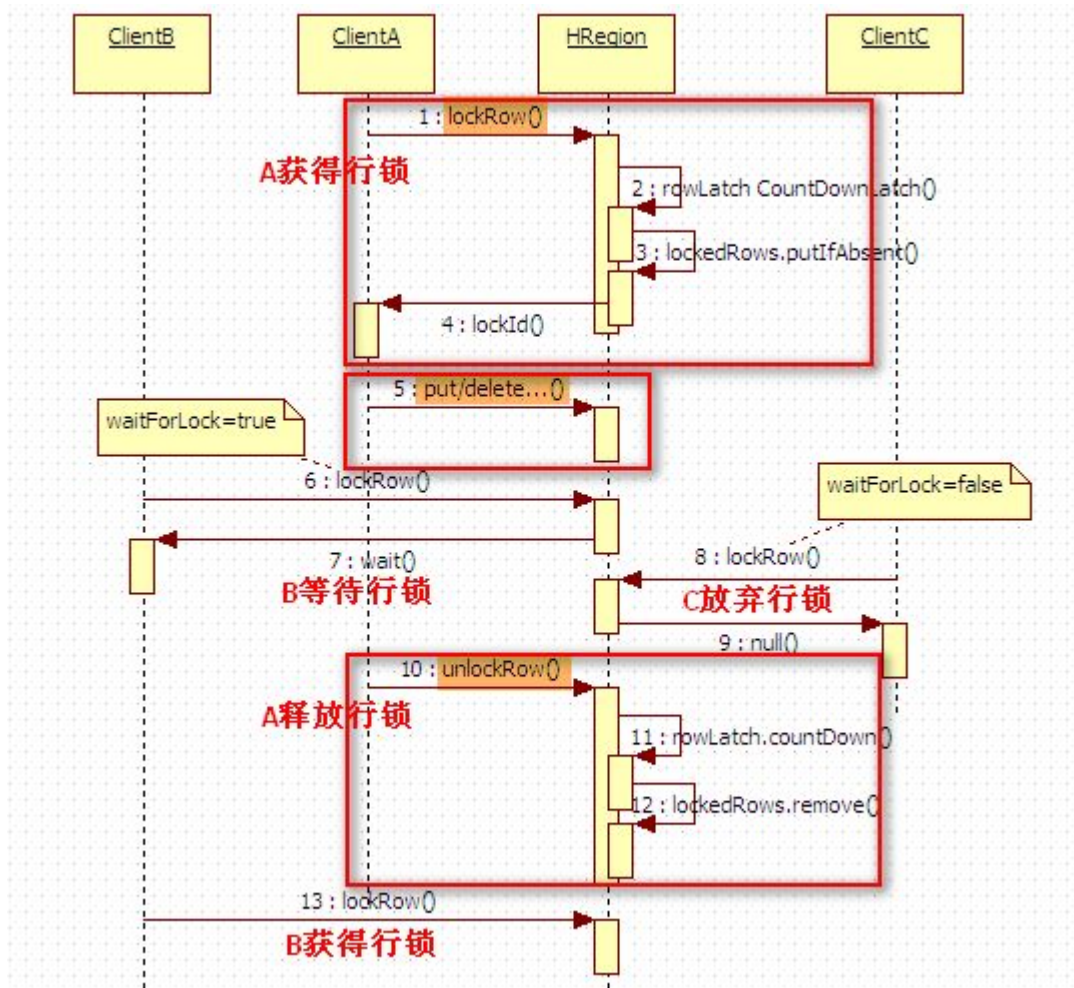 ClientB
ClientA
HRegion
ClientC
1 : lockRow()
A获得行锁
2 : rowLatch CountDownLatch()
3 : lockedRows.putIfAbsent()
4 : lockId()
5 : put/delete...()
waitForLock=true
6 : lockRow()
waitForLock=false
7 : wait()
8 : lockRow()
B等待行锁
C放弃行锁
9 : null()
10 : unlockRow()
A释放行锁
11 : rowLatch.countDown()
12 : lockedRows.remove()
13 : lockRow()
B获得行锁